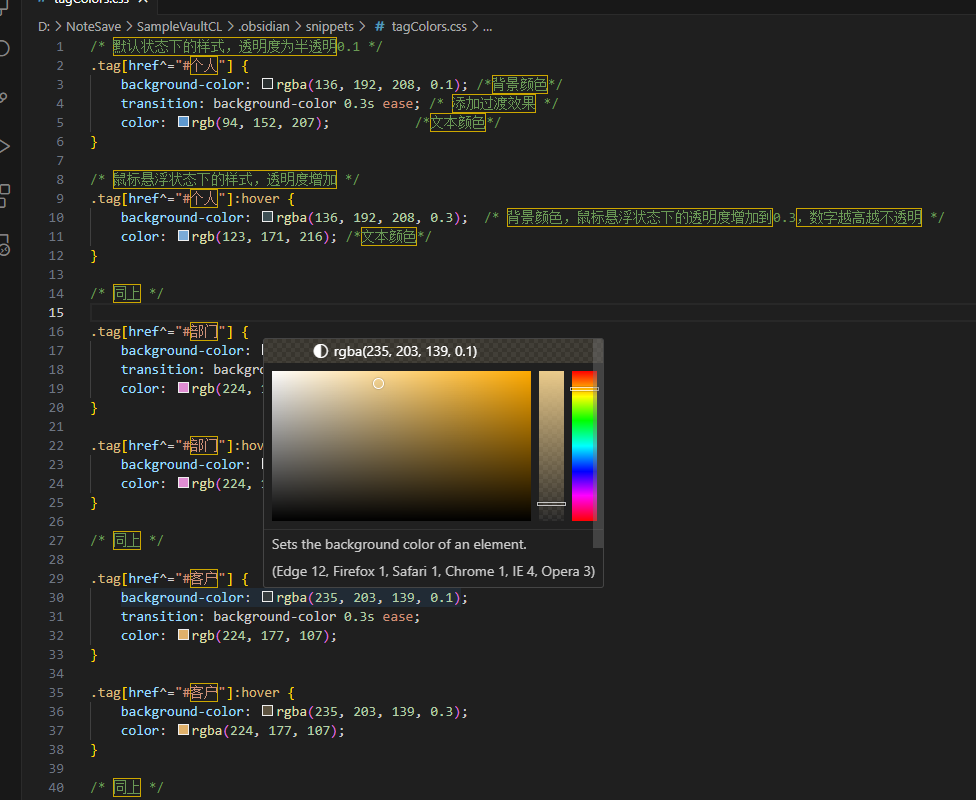 tagColors.css
D: > NoteSave > SampleVaultCL > .obsidian > snippets > # tagColors.css > ...
1 /* 默认状态下的样式，透明度为半透明0.1 */
2 .tag[href^="#个人"] {
3 background-color: rgba(136, 192, 208, 0.1); /*背景颜色*/
4 transition: background-color 0.3s ease; /* 添加过渡效果 */
5 color: rgb(94, 152, 207); /*文本颜色*/
6 }
7
8 /* 鼠标悬浮状态下的样式，透明度增加 */
9 .tag[href^="#个人"]:hover {
10 background-color: rgba(136, 192, 208, 0.3); /* 背景颜色，鼠标悬浮状态下的透明度增加到0.3，数字越高越不透明 */
11 color: rgb(123, 171, 216); /*文本颜色*/
12 }
13
14 /* 同上 */
15
16 .tag[href^="#部门"] {
17 background-color:
18 transition: backgro
19 color: rgb(224, 1
20 }
21
22 .tag[href^="#部门"]:hov
23 background-color:
24 color: rgb(224, 1
25 }
26
27 /* 同上 */
28
29 .tag[href^="#客户"] {
30 background-color: rgba(235, 203, 139, 0.1);
31 transition: background-color 0.3s ease;
32 color: rgb(224, 177, 107);
33 }
34
35 .tag[href^="#客户"]:hover {
36 background-color: rgba(235, 203, 139, 0.3);
37 color: rgba(224, 177, 107);
38 }
39
40 /* 同上 */
rgba(235, 203, 139, 0.1)
Sets the background color of an element.
(Edge 12, Firefox 1, Safari 1, Chrome 1, IE 4, Opera 3)